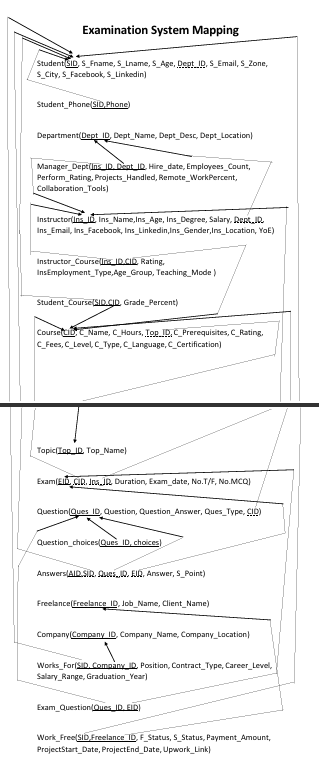 Examination System Mapping
Student(SID, S_Fname, S_Lname, S_Age, Dept_ID, S_Email, S_Zone,
S_City, S_Facebook, S_Linkedin)
Student_Phone(SID,Phone)
Department(Dept_ID, Dept_Name, Dept_Desc, Dept_Location)
Manager_Dept(Ins_ID, Dept_ID, Hire_date, Employees_Count,
Perform_Rating, Projects_Handled, Remote_WorkPercent,
Collaboration_Tools)
Instructor(Ins_ID, Ins_Name,Ins_Age, Ins_Degree, Salary, Dept_ID,
Ins_Email, Ins_Facebook, Ins_Linkedin,Ins_Gender,Ins_Location, YoE)
Instructor_Course(Ins_ID,CID, Rating,
InsEmployment_Type,Age_Group, Teaching_Mode )
Student_Course(SID,CID, Grade_Percent)
Course(CID, C_Name, C_Hours, Top_ID, C_Prerequisites, C_Rating,
C_Fees, C_Level, C_Type, C_Language, C_Certification)
Topic(Top_ID, Top_Name)
Exam(EID, CID, Ins_ID, Duration, Exam_date, No.T/F, No.MCQ)
Question(Ques_ID, Question, Question_Answer, Ques_Type, CID)
Question_choices(Ques_ID, choices)
Answers(AID,SID, Ques_ID, EID, Answer, S_Point)
Freelance(Freelance_ID, Job_Name, Client_Name)
Company(Company_ID, Company_Name, Company_Location)
Works_For(SID, Company_ID, Position, Contract_Type, Career_Level,
Salary_Range, Graduation_Year)
Exam_Question(Ques_ID, EID)
Work_Free(SID,Freelance_ID, F_Status, S_Status, Payment_Amount,
ProjectStart_Date, ProjectEnd_Date, Upwork_Link)